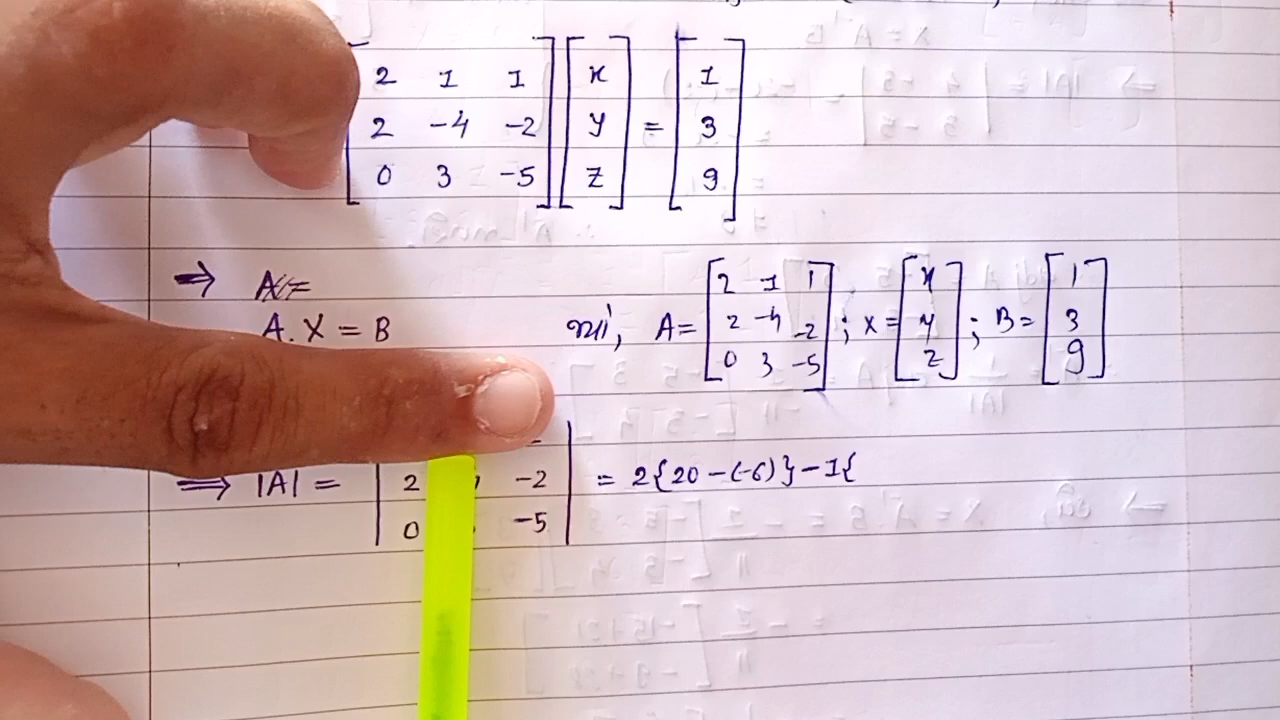 2 1 1 x 1
2 -4 -2 y = 3
0 3 -5 z 9
⇒
A.X = B
A= 2 1 1 ; X= x ; B= 1
2 -4 -2 y 3
0 3 -5 z 9
⇒ |A| = 2 -2 = 2{20-(-6)}-1{
0 -5